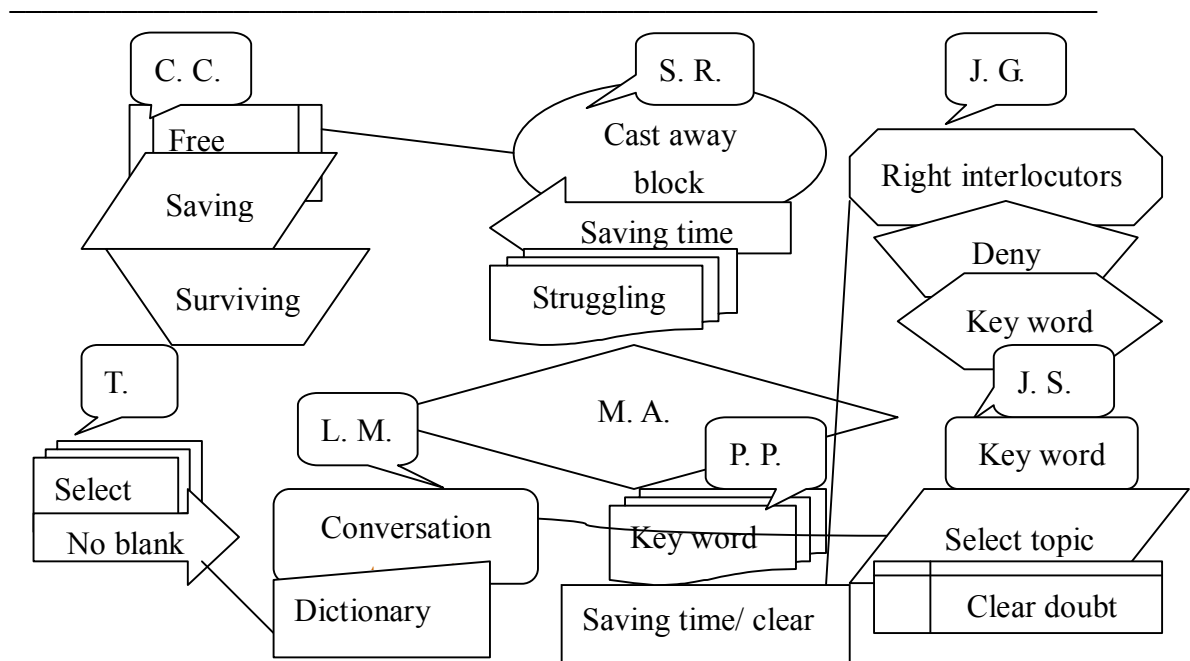 C. C.
Free
Saving
Surviving
S. R.
Cast away
block
Saving time
Struggling
J. G.
Right interlocutors
Deny
Key word
T.
Select
No blank
L. M.
Conversation
Dictionary
M. A.
P. P.
Key word
Saving time/ clear
J. S.
Key word
Select topic
Clear doubt